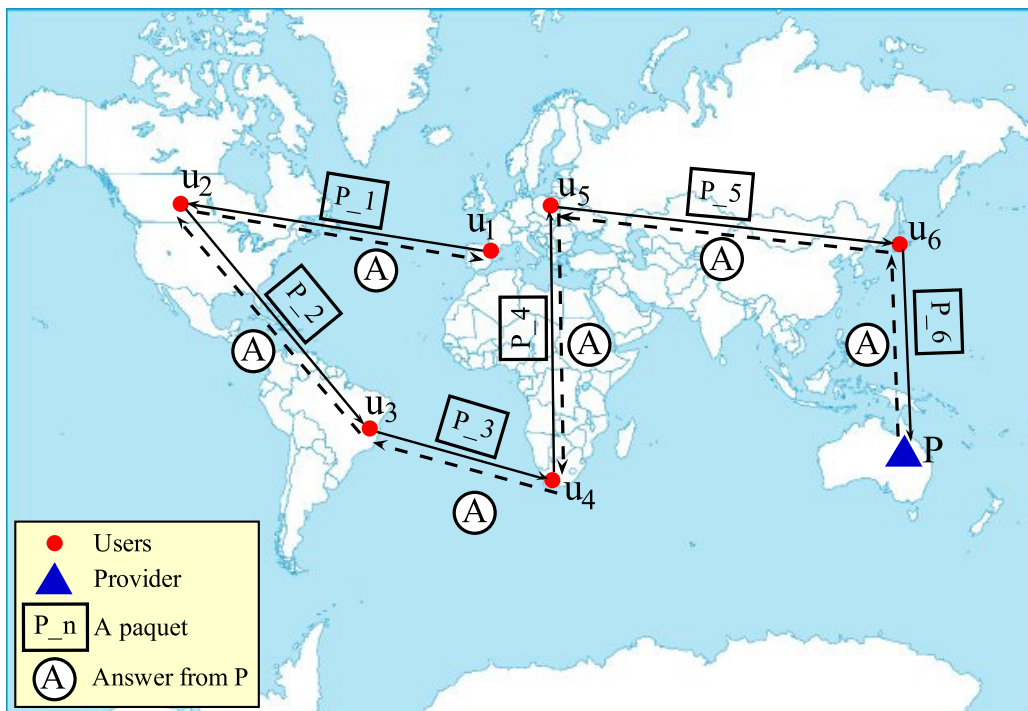 u2
P_1
u1
A
u5
P_5
A
u6
P_2
A
P_4
A
A
P_6
u3
P_3
u4
A
P
Users
Provider
P_n A paquet
A Answer from P